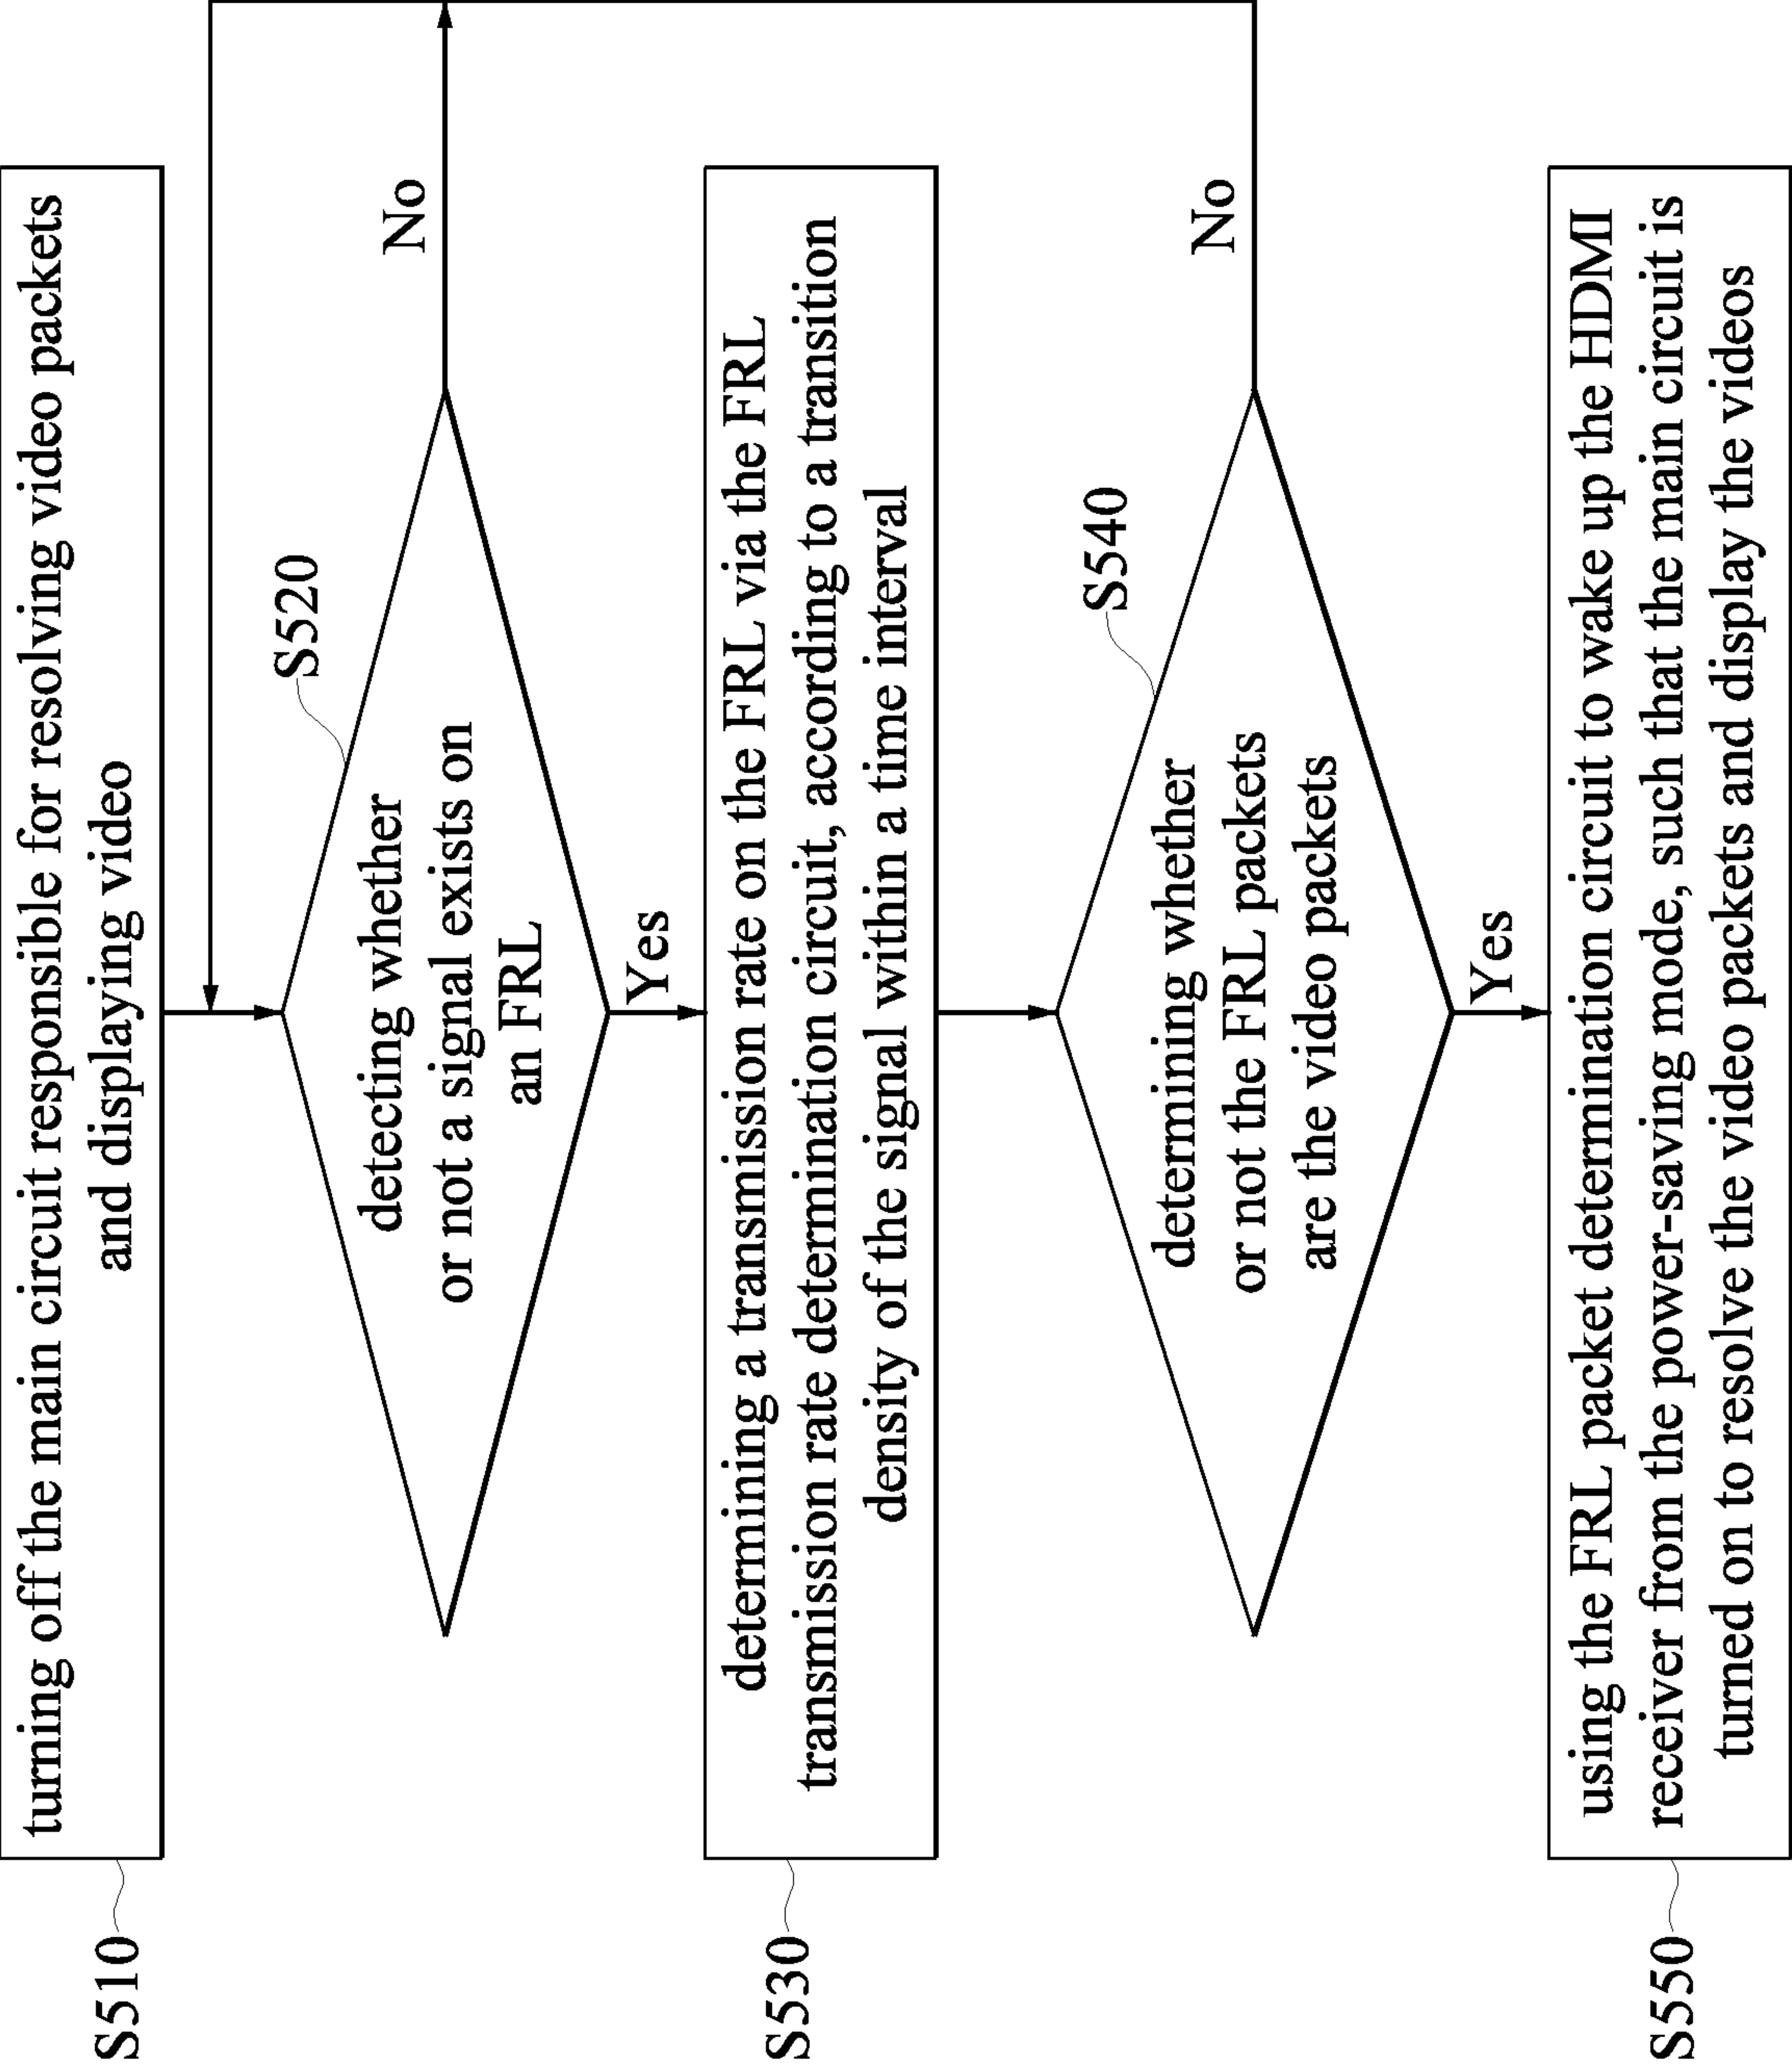 S510
turning off the main circuit responsible for resolving video packets
and displaying video
S520
detecting whether
or not a signal exists on
an FRL
No
Yes
S530
determining a transmission rate on the FRL via the FRL
transmission rate determination circuit, according to a transition
density of the signal within a time interval
S540
determining whether
or not the FRL packets
are the video packets
No
Yes
S550
using the FRL packet determination circuit to wake up the HDMI
receiver from the power-saving mode, such that the main circuit is
turned on to resolve the video packets and display the videos